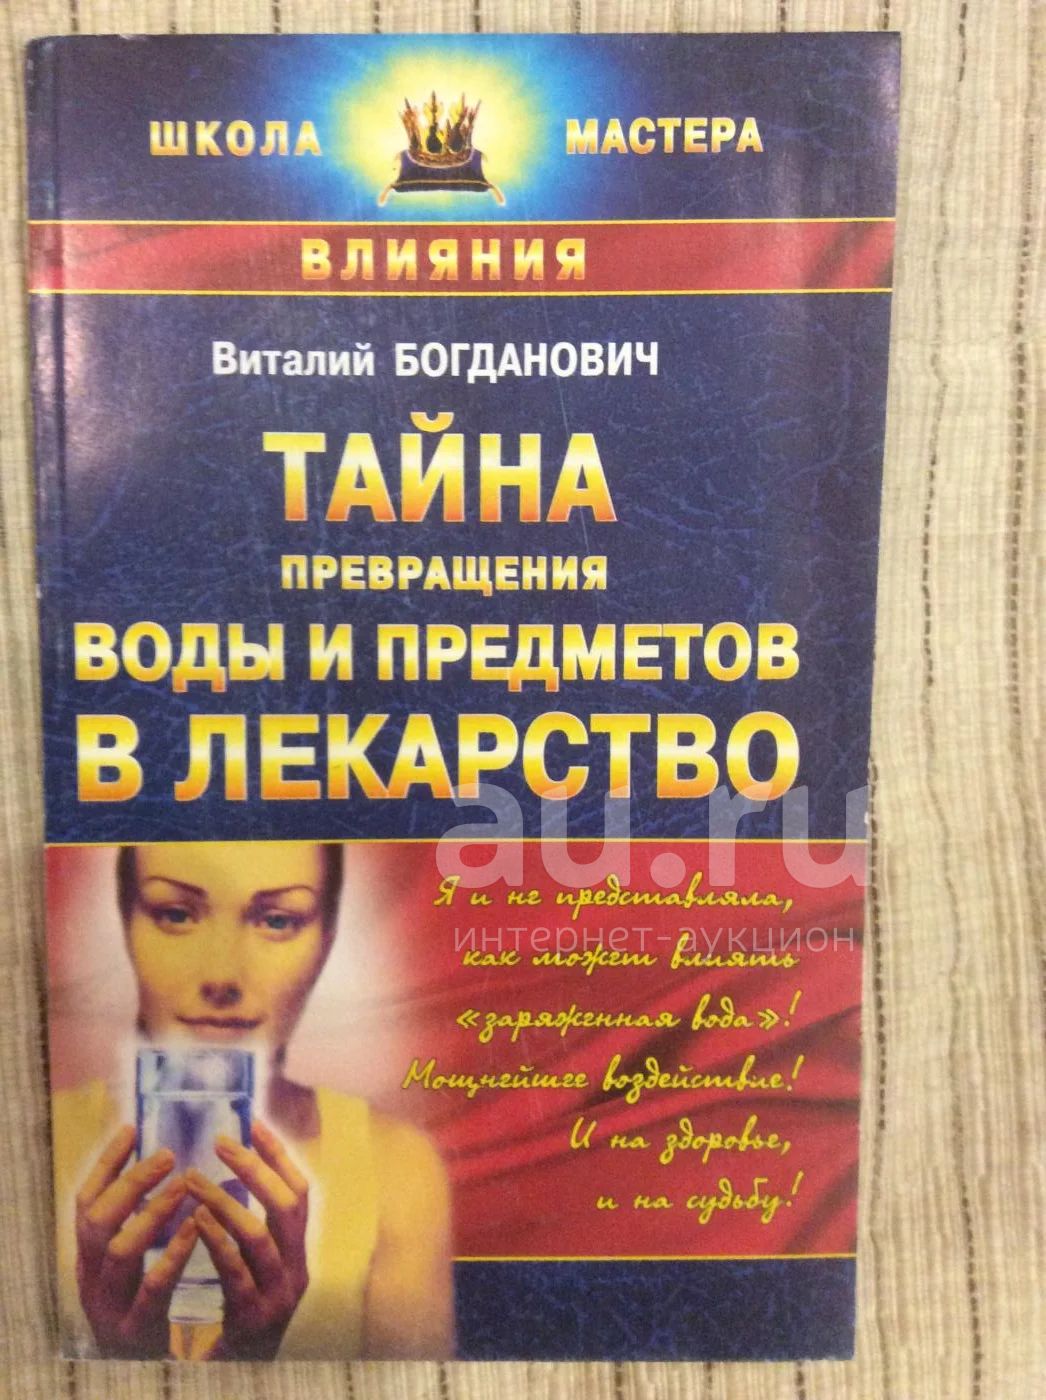 ШКОЛА МАСТЕРА
ВЛИЯНИЯ
Виталий БОГДАНОВИЧ
ТАЙНА
ПРЕВРАЩЕНИЯ
ВОДЫ И ПРЕДМЕТОВ
В ЛЕКАРСТВО
au.ru
Я и не представляла,
интернет-аукцион
как может влиять
«заряженная вода»!
Мощнейшее воздействие!
И на здоровье,
и на судьбу!